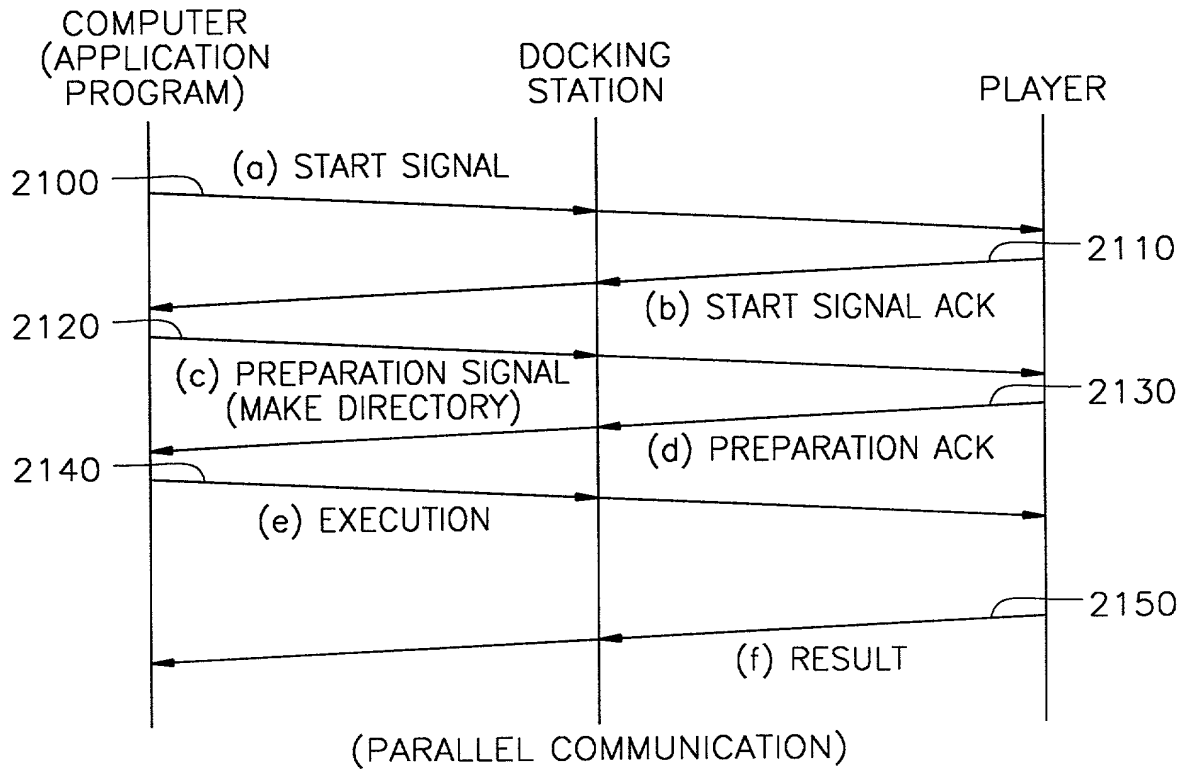 COMPUTER
(APPLICATION
PROGRAM)
DOCKING
STATION
PLAYER
2100
(a) START SIGNAL
2110
(b) START SIGNAL ACK
2120
(c) PREPARATION SIGNAL
(MAKE DIRECTORY)
2130
(d) PREPARATION ACK
2140
(e) EXECUTION
2150
(f) RESULT
(PARALLEL COMMUNICATION)